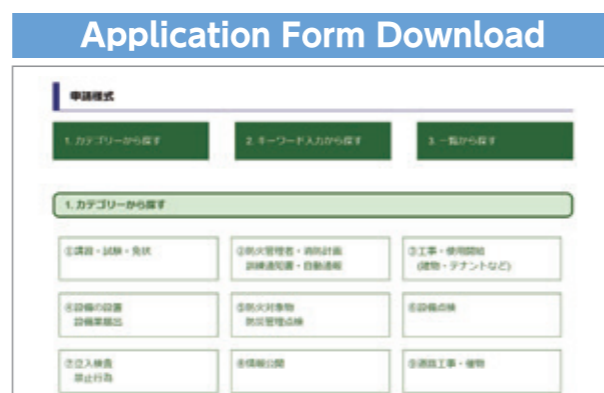 Application Form Download
申請様式
1. カテゴリーから探す
2. キーワード入力から探す
3. 一覧から探す
1. カテゴリーから探す
①講習・試験・免状
②防火管理者・消防計画
訓練通知書・自動通報
③工事・使用開始
(建物・テナントなど)
④設備の設置
設備業届出
⑤防火対象物
防災管理点検
⑥設備点検
⑦立入検査
禁止行為
⑧情報公開
⑨道路工事・催物